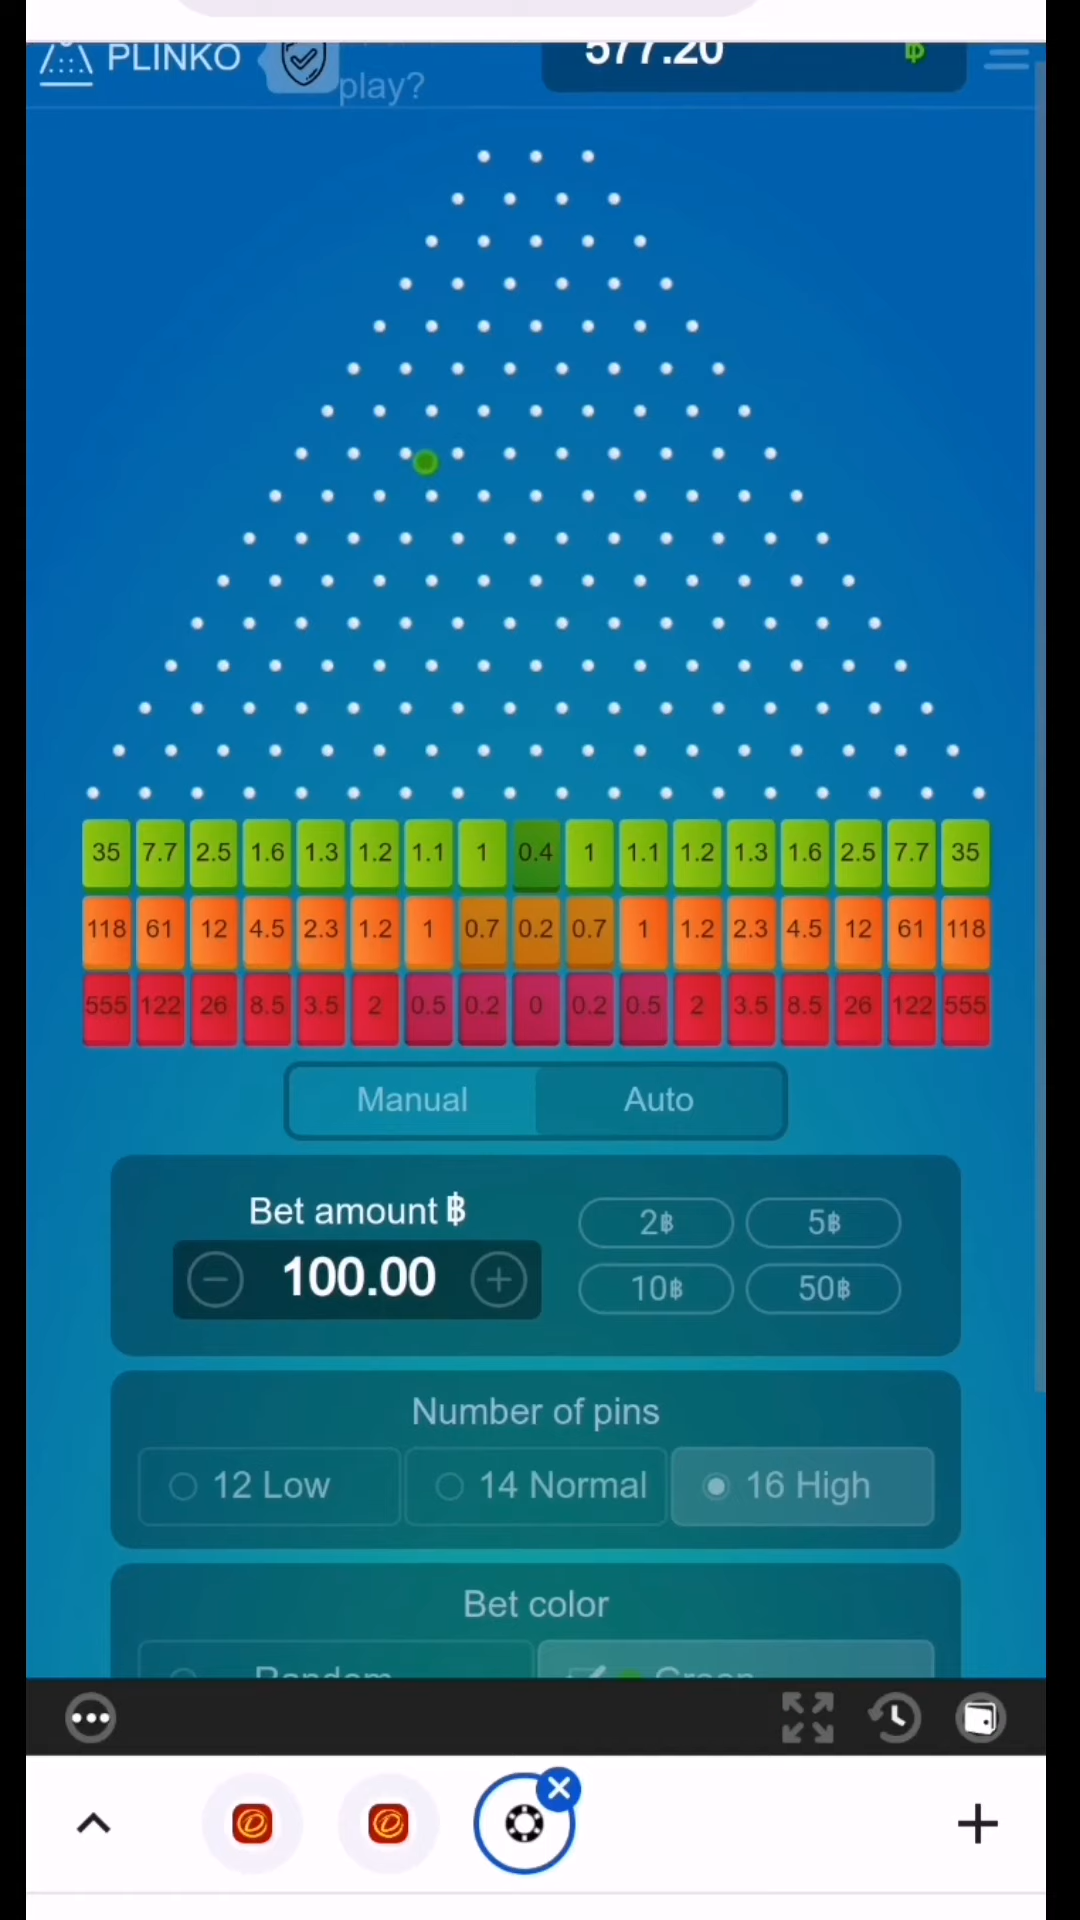 PLINKO
play?
577.20
35 7.7 2.5 1.6 1.3 1.2 1.1 1 0.4 1 1.1 1.2 1.3 1.6 2.5 7.7 35
118 61 12 4.5 2.3 1.2 1 0.7 0.2 0.7 1 1.2 2.3 4.5 12 61 118
555 122 26 8.5 3.5 2 0.5 0.2 0 0.2 0.5 2 3.5 8.5 26 122 555
Manual Auto
Bet amount ฿
2฿ 5฿
− 100.00 +
10฿ 50฿
Number of pins
12 Low 14 Normal 16 High
Bet color
Random Green